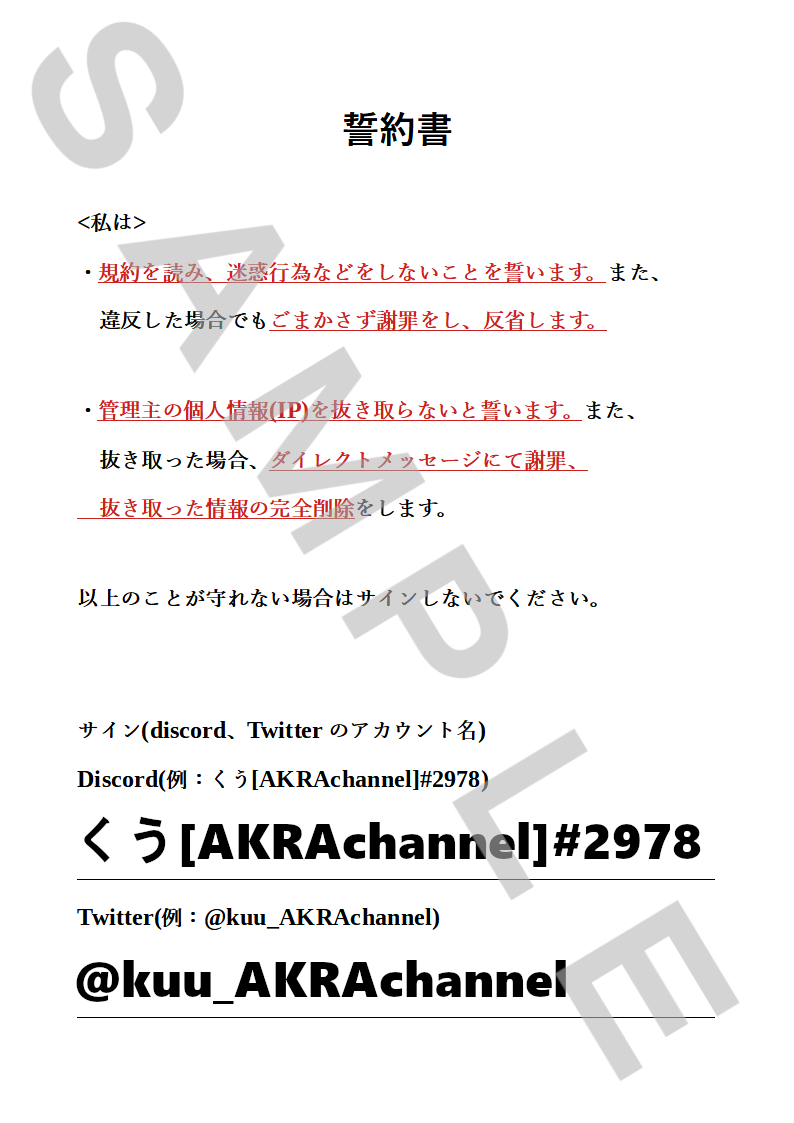 誓約書
<私は>
・規約を読み、迷惑行為などをしないことを誓います。また、
違反した場合でもごまかさず謝罪をし、反省します。
・管理主の個人情報(IP)を抜き取らないと誓います。また、
抜き取った場合、ダイレクトメッセージにて謝罪、
抜き取った情報の完全削除をします。
以上のことが守れない場合はサインしないでください。
サイン(discord、Twitterのアカウント名)
Discord(例：くう[AKRAchannel]#2978)
くう[AKRAchannel]#2978
Twitter(例：@kuu_AKRAchannel)
@kuu_AKRAchannel
SAMPLE